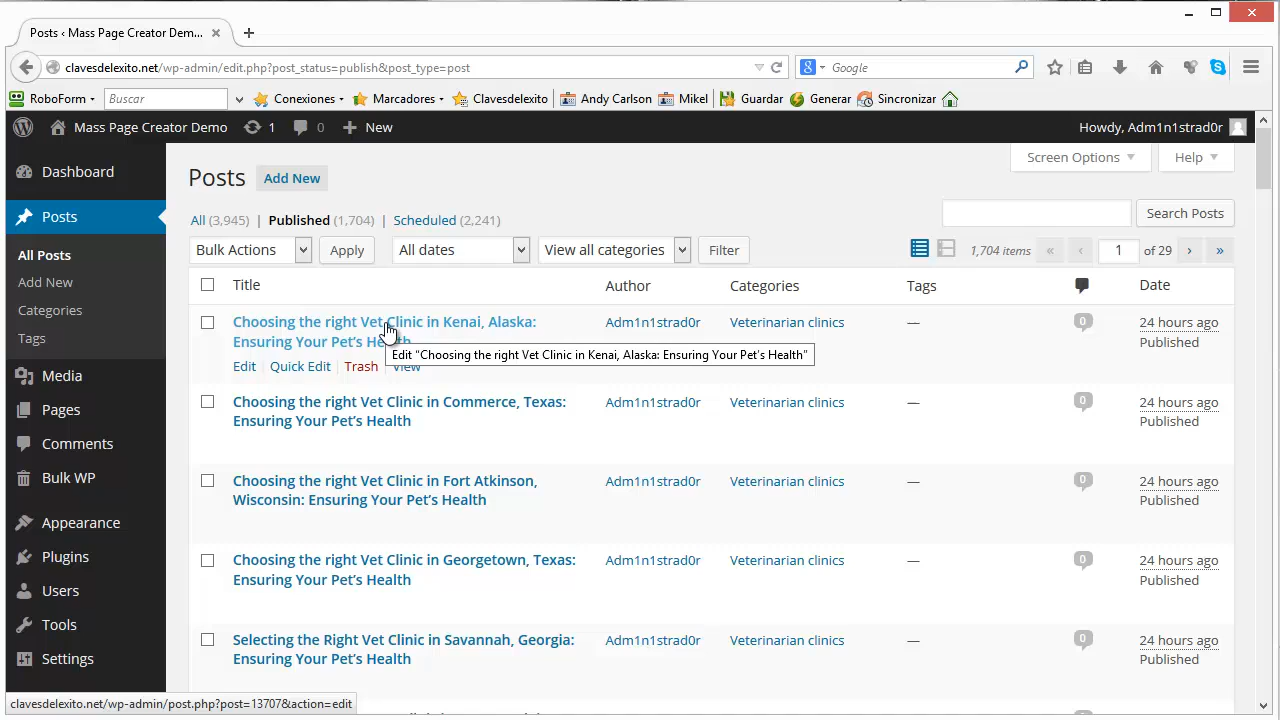 Posts ‹ Mass Page Creator Dem...
clavesdelexito.net/wp-admin/edit.php?post_status=publish&post_type=post
Google
RoboForm
Buscar
Conexiones
Marcadores
Clavesdelexito
Andy Carlson
Mikel
Guardar
Generar
Sincronizar
Mass Page Creator Demo
1
0
New
Howdy, Adm1n1strad0r
Dashboard
Posts
All Posts
Add New
Categories
Tags
Media
Pages
Comments
Bulk WP
Appearance
Plugins
Users
Tools
Settings
Posts
Add New
Screen Options
Help
All (3,945) | Published (1,704) | Scheduled (2,241)
Search Posts
Bulk Actions
Apply
All dates
View all categories
Filter
1,704 items
«
‹
1
of 29
›
»
Title
Author
Categories
Tags
Date
Choosing the right Vet Clinic in Kenai, Alaska:
Ensuring Your Pet's Health
Edit | Quick Edit | Trash | View
Edit "Choosing the right Vet Clinic in Kenai, Alaska: Ensuring Your Pet's Health"
Adm1n1strad0r
Veterinarian clinics
—
0
24 hours ago
Published
Choosing the right Vet Clinic in Commerce, Texas:
Ensuring Your Pet's Health
Adm1n1strad0r
Veterinarian clinics
—
0
24 hours ago
Published
Choosing the right Vet Clinic in Fort Atkinson,
Wisconsin: Ensuring Your Pet's Health
Adm1n1strad0r
Veterinarian clinics
—
0
24 hours ago
Published
Choosing the right Vet Clinic in Georgetown, Texas:
Ensuring Your Pet's Health
Adm1n1strad0r
Veterinarian clinics
—
0
24 hours ago
Published
Selecting the Right Vet Clinic in Savannah, Georgia:
Ensuring Your Pet's Health
Adm1n1strad0r
Veterinarian clinics
—
0
24 hours ago
Published
clavesdelexito.net/wp-admin/post.php?post=13707&action=edit